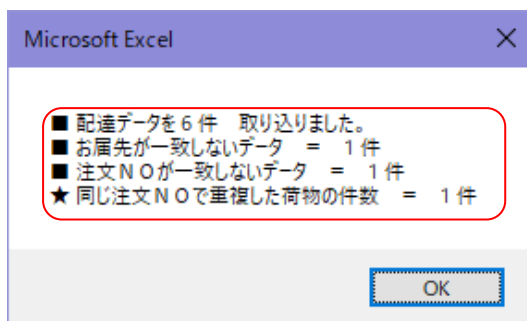 Microsoft Excel
■ 配達データを6件　取り込りました。
■ お届先が一致しないデータ　＝　1件
■ 注文ＮＯが一致しないデータ　＝　1件
★ 同じ注文ＮＯで重複した荷物の件数　＝　1件
OK